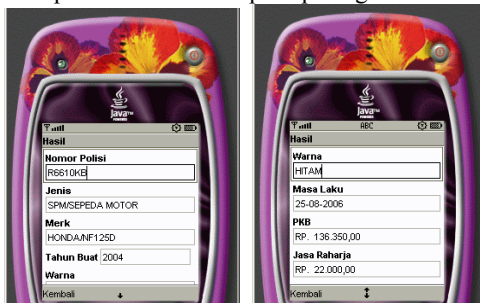 Java
POWERED
Hasil
Nomor Polisi
R6610KB
Jenis
SPM/SEPEDA MOTOR
Merk
HONDA/NF125D
Tahun Buat 2004
Warna
Kembali
Java
POWERED
ABC
Hasil
Warna
HITAM
Masa Laku
25-08-2006
PKB
RP. 136.350,00
Jasa Raharja
RP. 22.000,00
Kembali